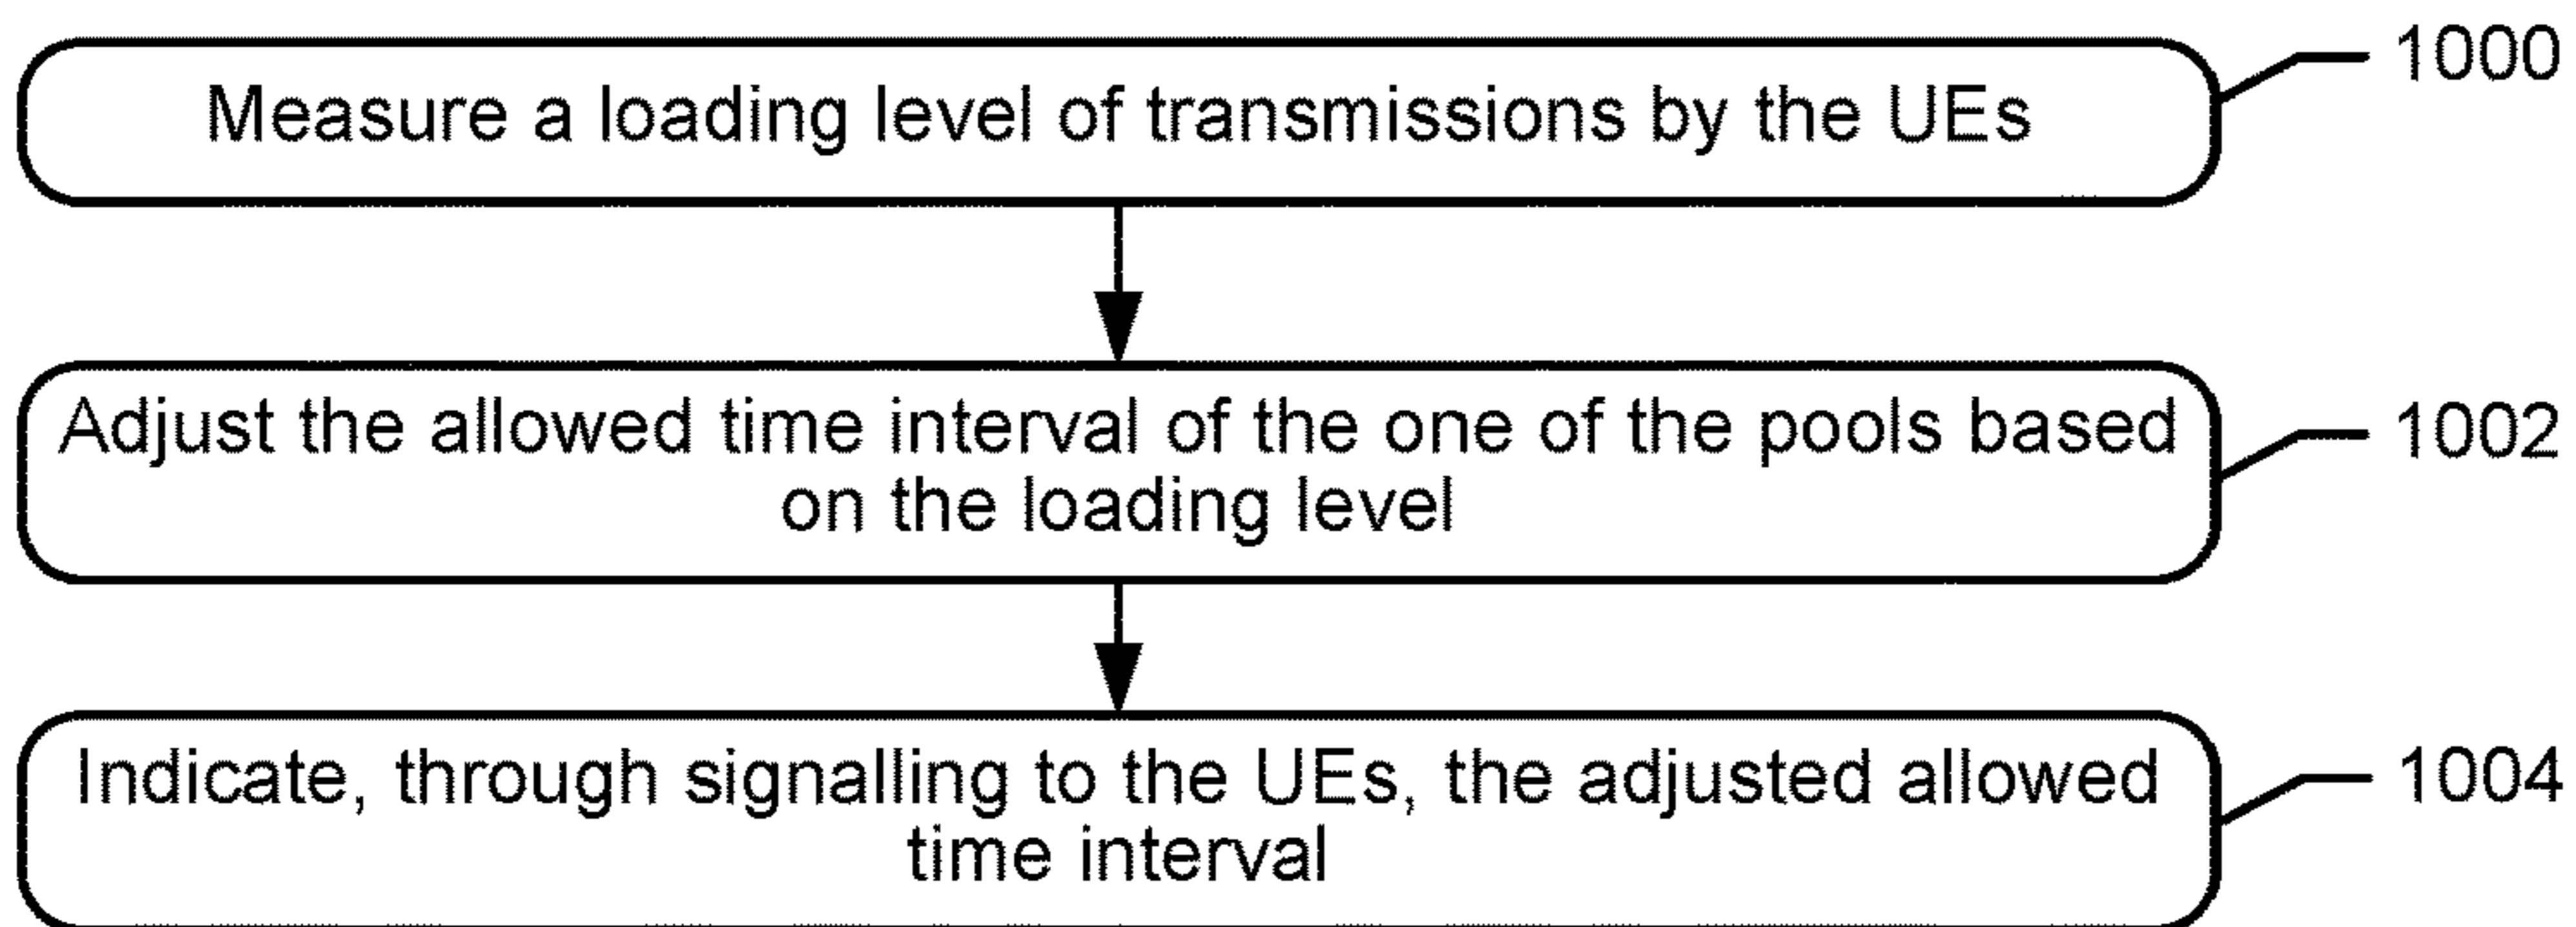 Measure a loading level of transmissions by the UEs
1000
Adjust the allowed time interval of the one of the pools based
on the loading level
1002
Indicate, through signalling to the UEs, the adjusted allowed
time interval
1004